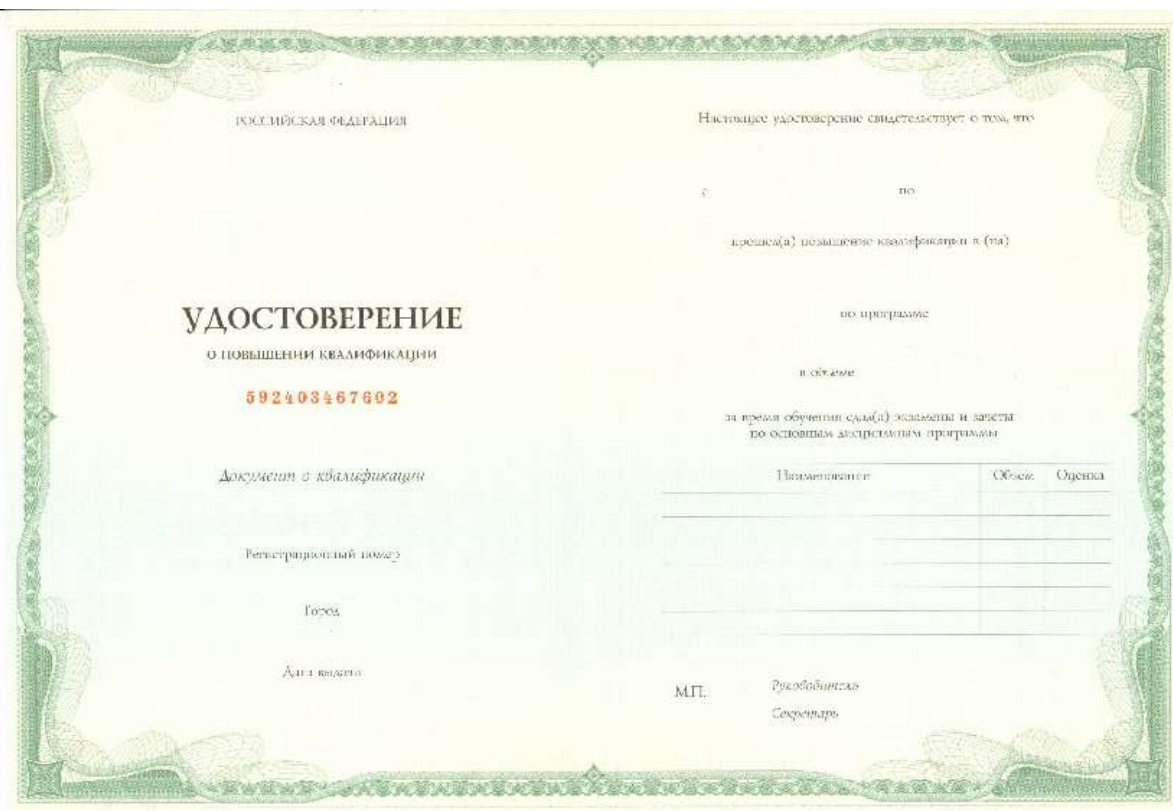 РОССИЙСКАЯ ФЕДЕРАЦИЯ
УДОСТОВЕРЕНИЕ
О ПОВЫШЕНИИ КВАЛИФИКАЦИИ
592403467602
Документ о квалификации
Регистрационный номер
Город
Дата выдачи
Настоящее удостоверение свидетельствует о том, что
с по
прошел(а) повышение квалификации в (на)
по программе
в объеме
за время обучения сдал(а) экзамены и зачеты
по основным дисциплинам программы
Наименование Объем Оценка
М.П. Руководитель
Секретарь